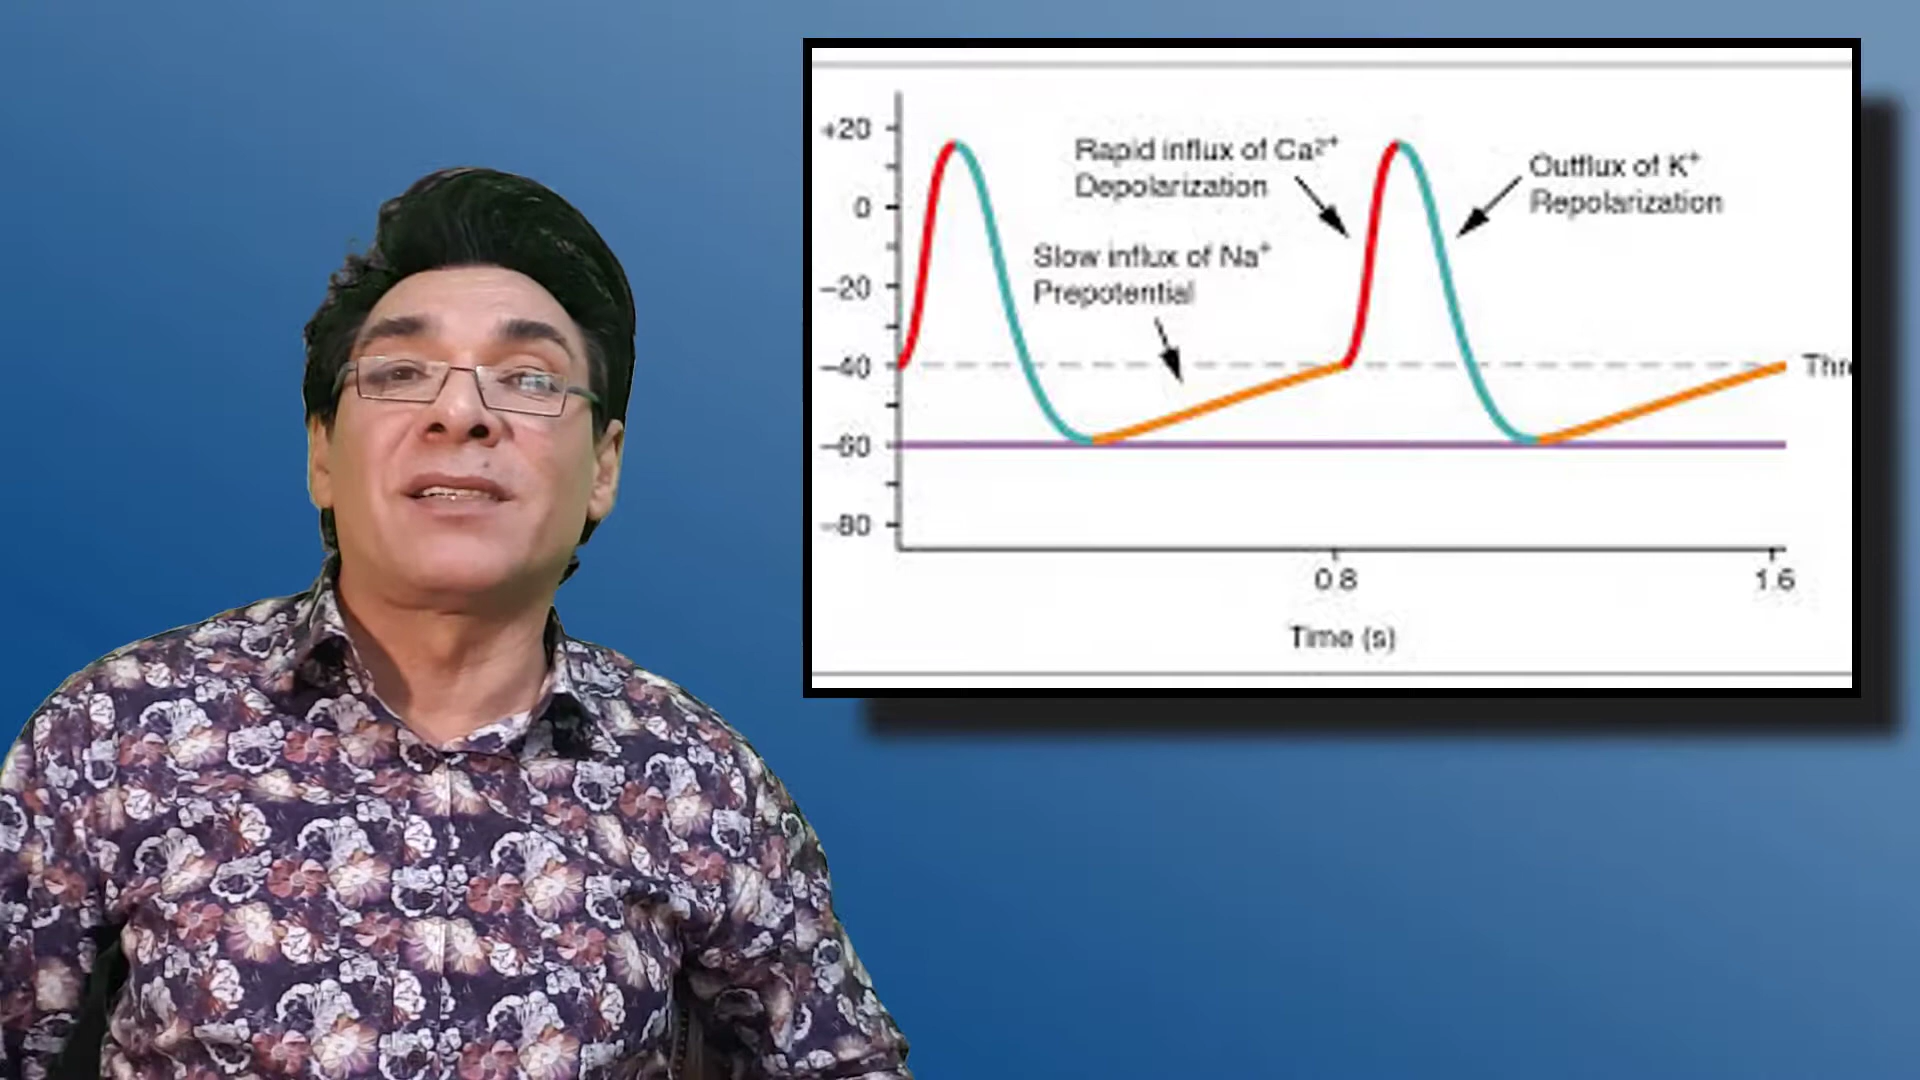 +20
0
−20
−40
−60
−80
Rapid influx of Ca²⁺
Depolarization
Outflux of K⁺
Repolarization
Slow influx of Na⁺
Prepotential
Thr
0.8
1.6
Time (s)